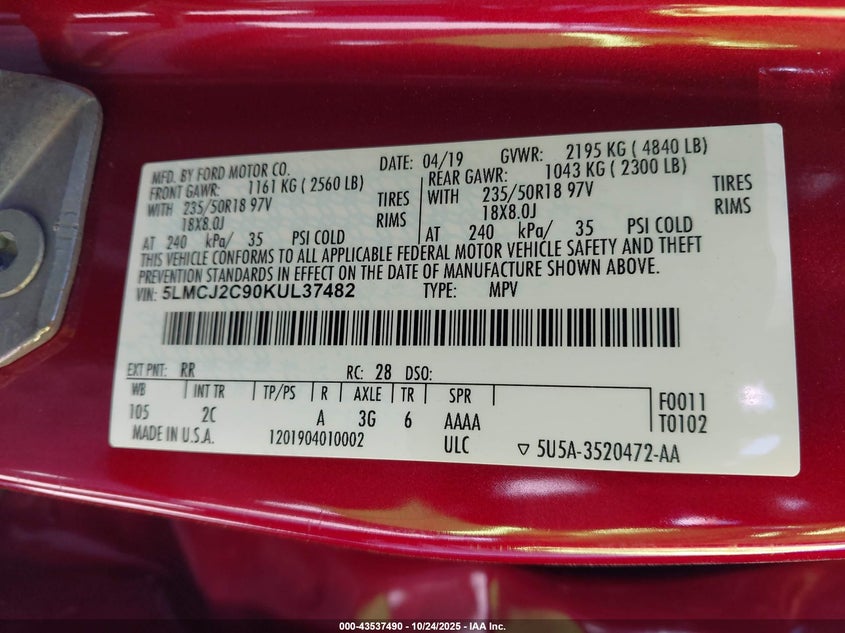 MFD. BY FORD MOTOR CO. DATE: 04/19 GVWR: 2195 KG ( 4840 LB)
FRONT GAWR: 1161 KG ( 2560 LB) REAR GAWR: 1043 KG ( 2300 LB)
WITH 235/50R18 97V TIRES WITH 235/50R18 97V TIRES
18X8.0J RIMS 18X8.0J RIMS
AT 240 kPa/ 35 PSI COLD AT 240 kPa/ 35 PSI COLD
THIS VEHICLE CONFORMS TO ALL APPLICABLE FEDERAL MOTOR VEHICLE SAFETY AND THEFT
PREVENTION STANDARDS IN EFFECT ON THE DATE OF MANUFACTURE SHOWN ABOVE.
VIN: 5LMCJ2C90KUL37482 TYPE: MPV
EXT PNT: RR RC: 28 DSO:
WB INT TR TP/PS R AXLE TR SPR F0011
105 2C A 3G 6 AAAA T0102
MADE IN U.S.A. 1201904010002 ULC ▽ 5U5A-3520472-AA
000-43537490 - 10/24/2025 - IAA Inc.